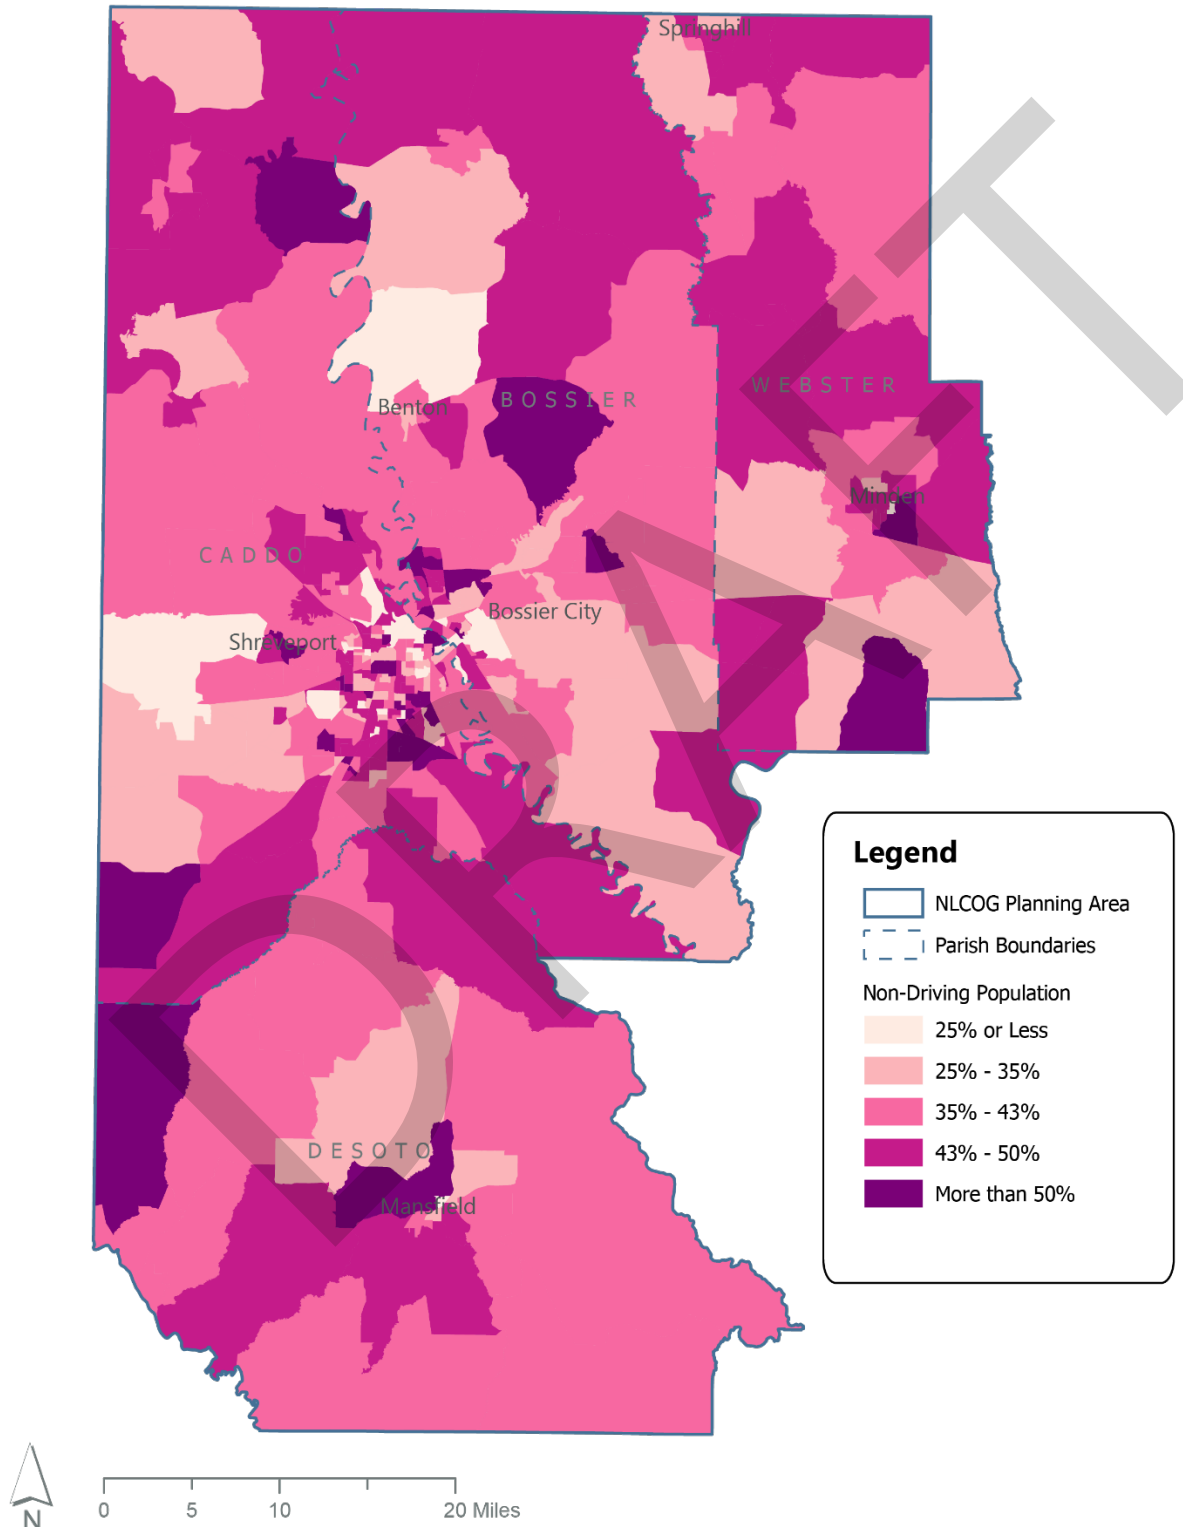 Springhill
Benton
BOSSIER
WEBSTER
Minden
CADDO
Bossier City
Shreveport
DESOTO
Mansfield
DRAFT
Legend
NLCOG Planning Area
Parish Boundaries
Non-Driving Population
25% or Less
25% - 35%
35% - 43%
43% - 50%
More than 50%
N
0 5 10 20 Miles